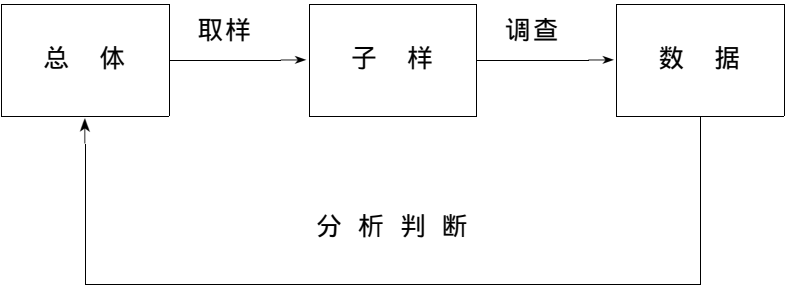 取样
调查
总 体
子 样
数 据
分 析 判 断